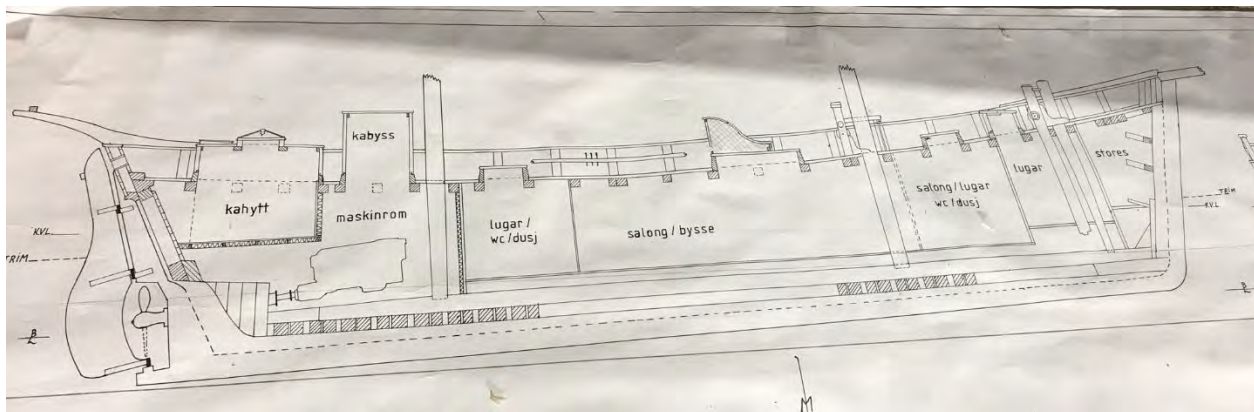 kabyss
stores
lugar
kahytt
maskinrom
lugar/
wc/dusj
salong/bysse
salong/lugar
wc/dusj
KVL
TRIM
TRIM
KVL
B
L